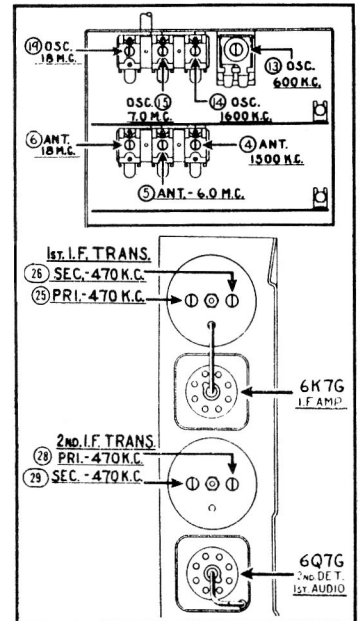 ⑲ OSC.
18 M.C.
⑬ OSC.
600 K.C.
OSC. ⑮
7.0 M.C.
⑭ OSC.
1600 K.C.
⑥ ANT.
18 M.C.
④ ANT.
1500 K.C.
⑤ ANT. - 6.0 M.C.
1ST. I.F. TRANS.
㉖ SEC. - 470 K.C.
㉕ PRI. - 470 K.C.
6K7G
I.F. AMP.
2ND. I.F. TRANS.
㉘ PRI. - 470 K.C.
㉙ SEC. - 470 K.C.
6Q7G
2ND. DET.
1ST. AUDIO